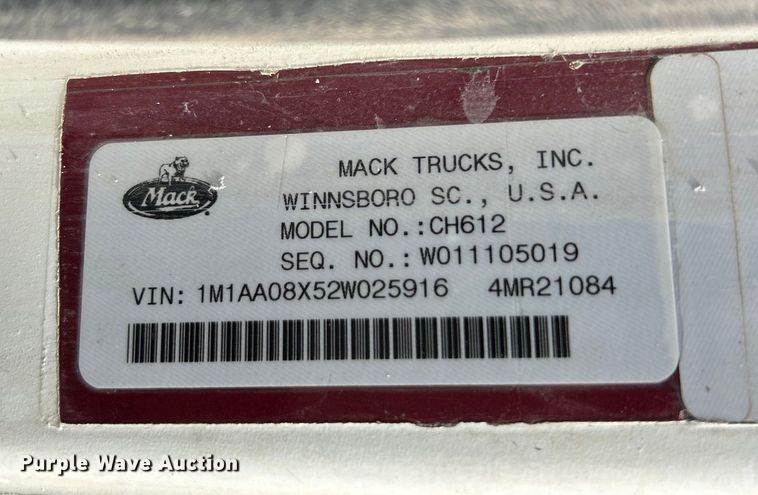 MACK TRUCKS, INC.
Mack
WINNSBORO SC., U.S.A.
MODEL NO.:CH612
SEQ. NO.: W011105019
VIN: 1M1AA08X52W025916 4MR21084
Purple Wave Auction